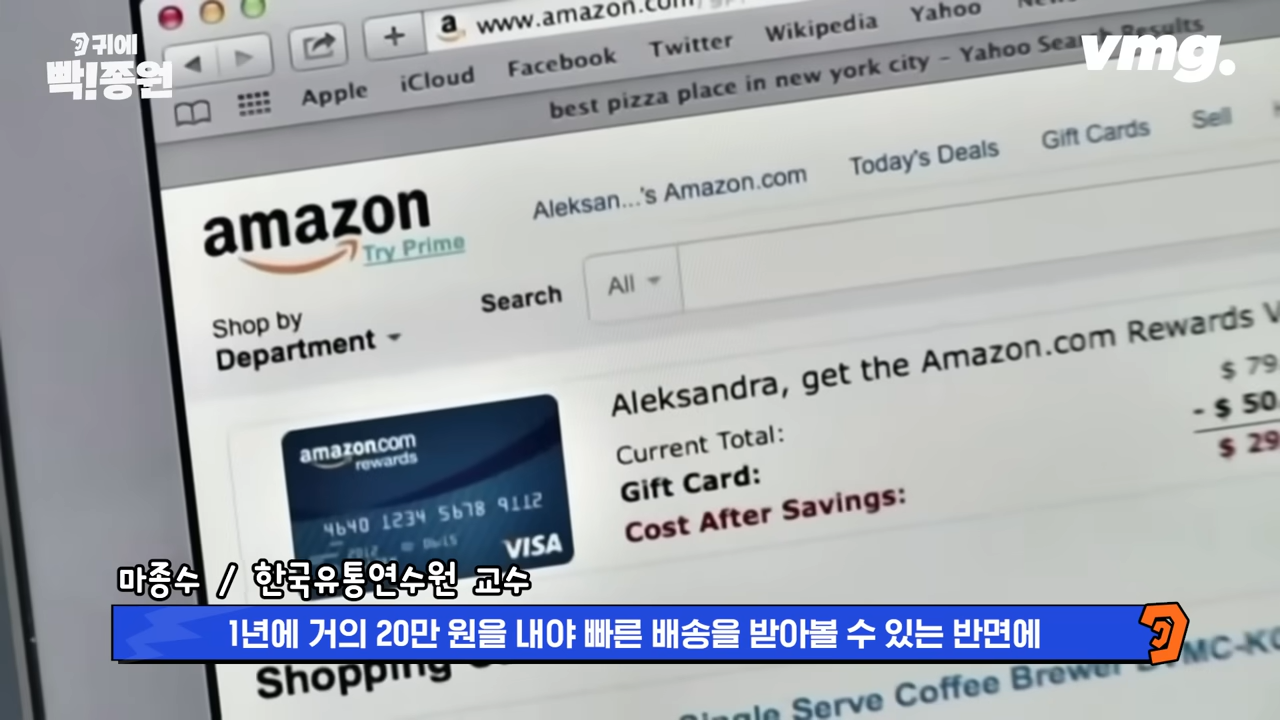 귀에
빡!종원
vmg.
www.amazon.com
Apple iCloud Facebook Twitter Wikipedia Yahoo
best pizza place in new york city – Yahoo Search Results
amazon
Try Prime
Aleksan...'s Amazon.com Today's Deals Gift Cards Sell
Shop by
Department
Search All
Aleksandra, get the Amazon.com Rewards V
Current Total: $ 79.
Gift Card: - $ 50.
Cost After Savings: $ 29
amazon.com
rewards
4640 1234 5678 9112
2012
VISA
마종수 / 한국유통연수원 교수
1년에 거의 20만 원을 내야 빠른 배송을 받아볼 수 있는 반면에
Shopping
Single Serve Coffee Brewer